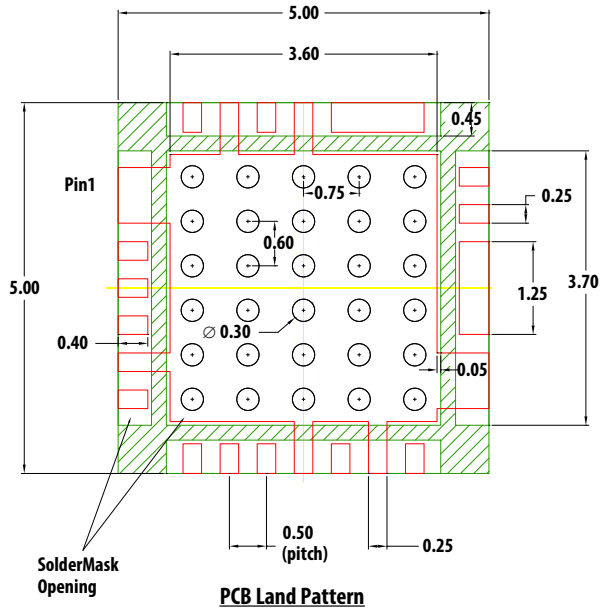 5.00
3.60
0.45
Pin1
0.75
0.25
0.60
5.00
1.25
3.70
Ø 0.30
0.40
0.05
0.50
(pitch)
0.25
SolderMask
Opening
PCB Land Pattern